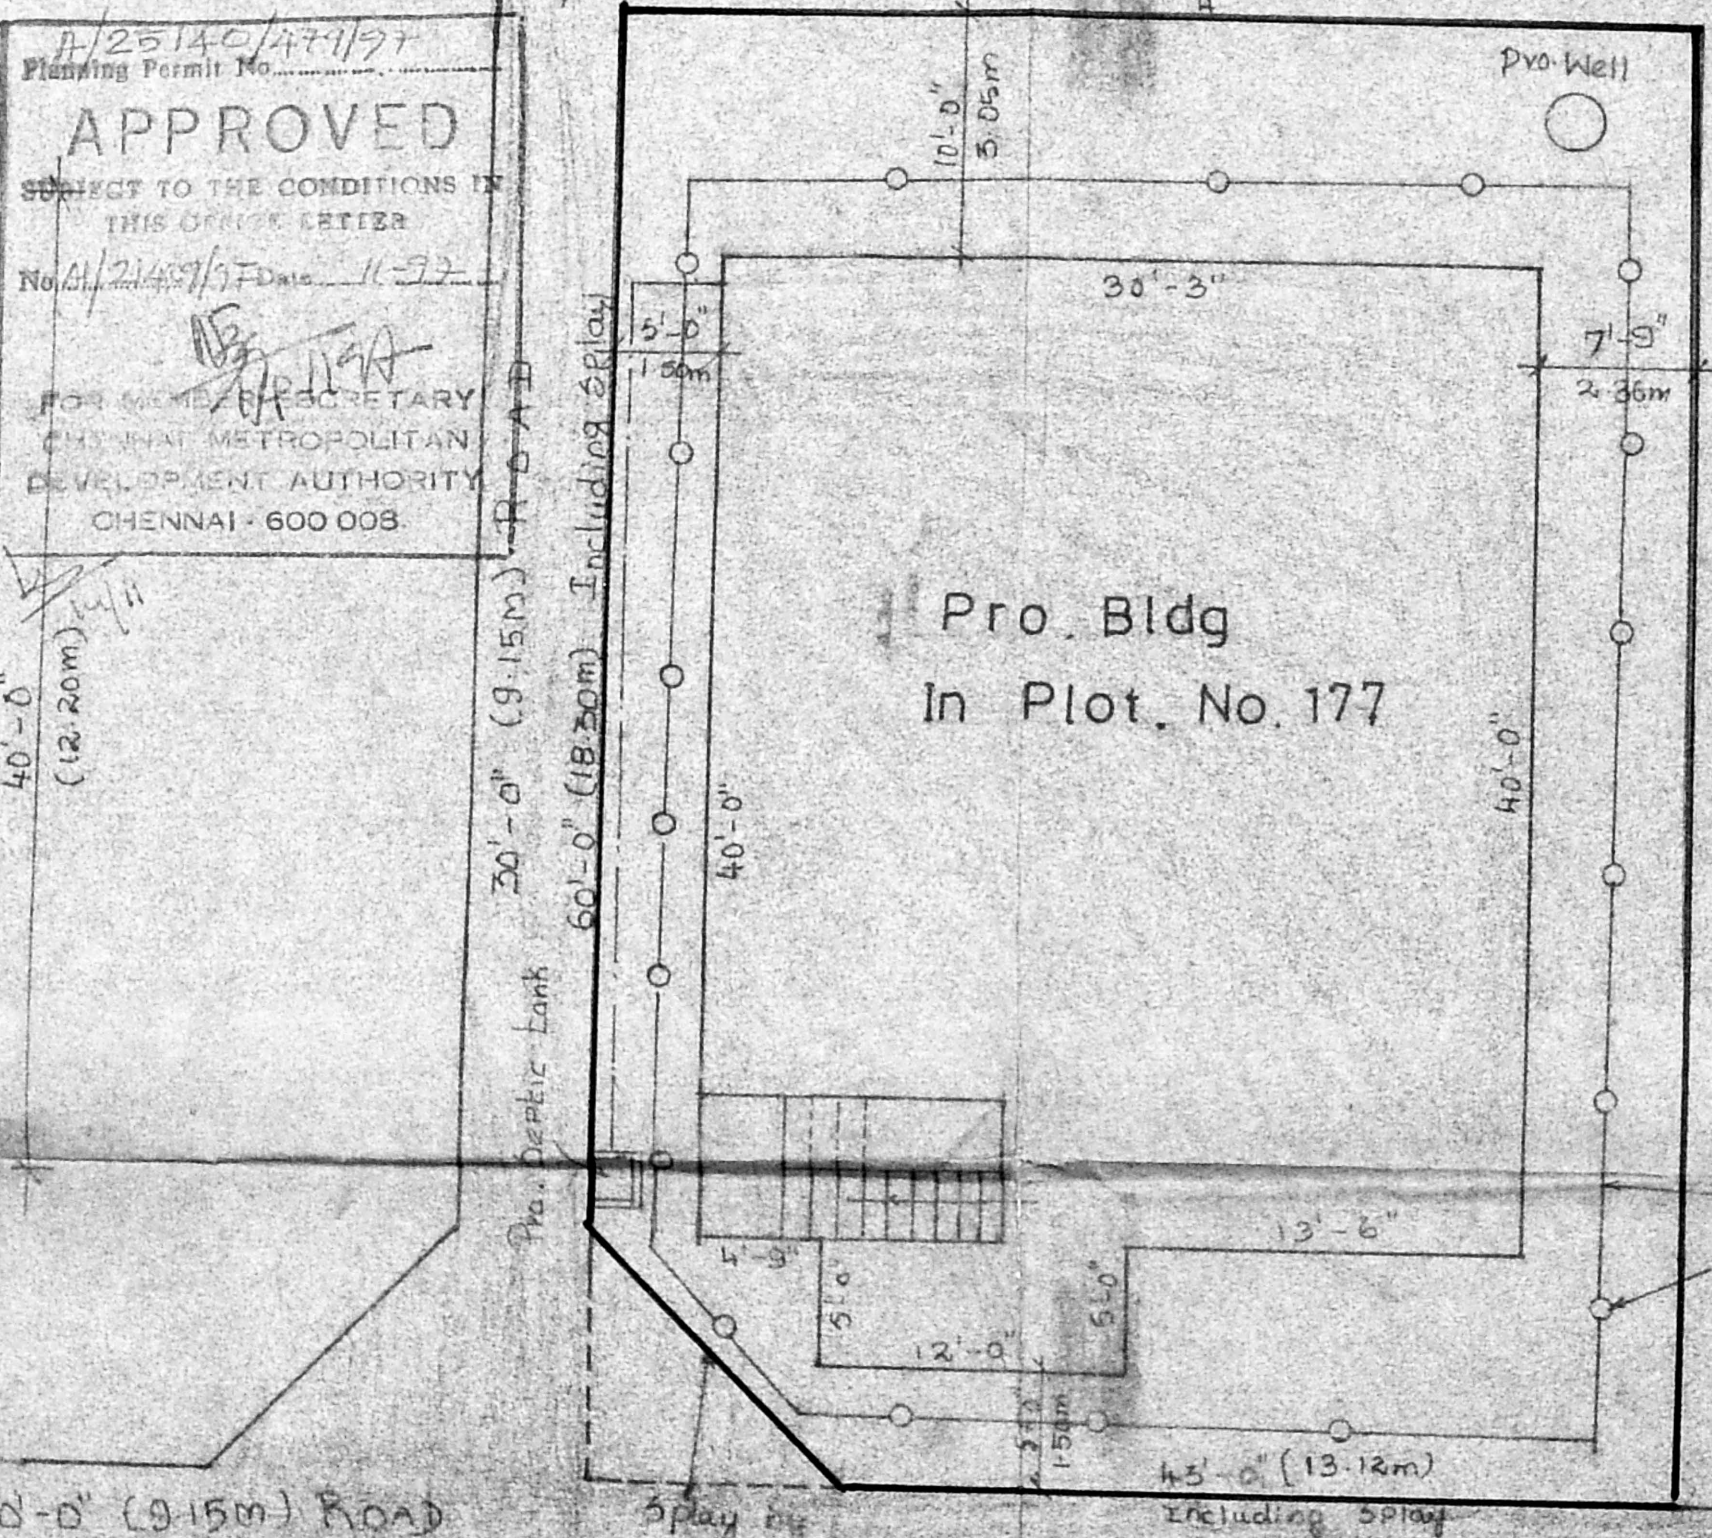 A/25140/479/97
Planning Permit No
APPROVED
SUBJECT TO THE CONDITIONS IN
THIS OFFICE LETTER
No. Date 11-97
FOR MEMBER-SECRETARY
CHENNAI METROPOLITAN
DEVELOPMENT AUTHORITY
CHENNAI - 600 008
14/11
40'-0"
(12.20m)
30'-0" (9.15m) ROAD
60'-0" (18.30m) Including Splay
Pro. Septic tank
Pro. Well
10'-0"
3.05m
30'-3"
5'-0"
1.50m
7'-9"
2.36m
Pro. Bldg
In Plot. No. 177
40'-0"
40'-0"
4'-9"
13'-6"
5'-0"
5'-0"
12'-0"
1.50m
43'-0" (13.12m)
Including Splay
0'-0" (9.15m) ROAD
Splay